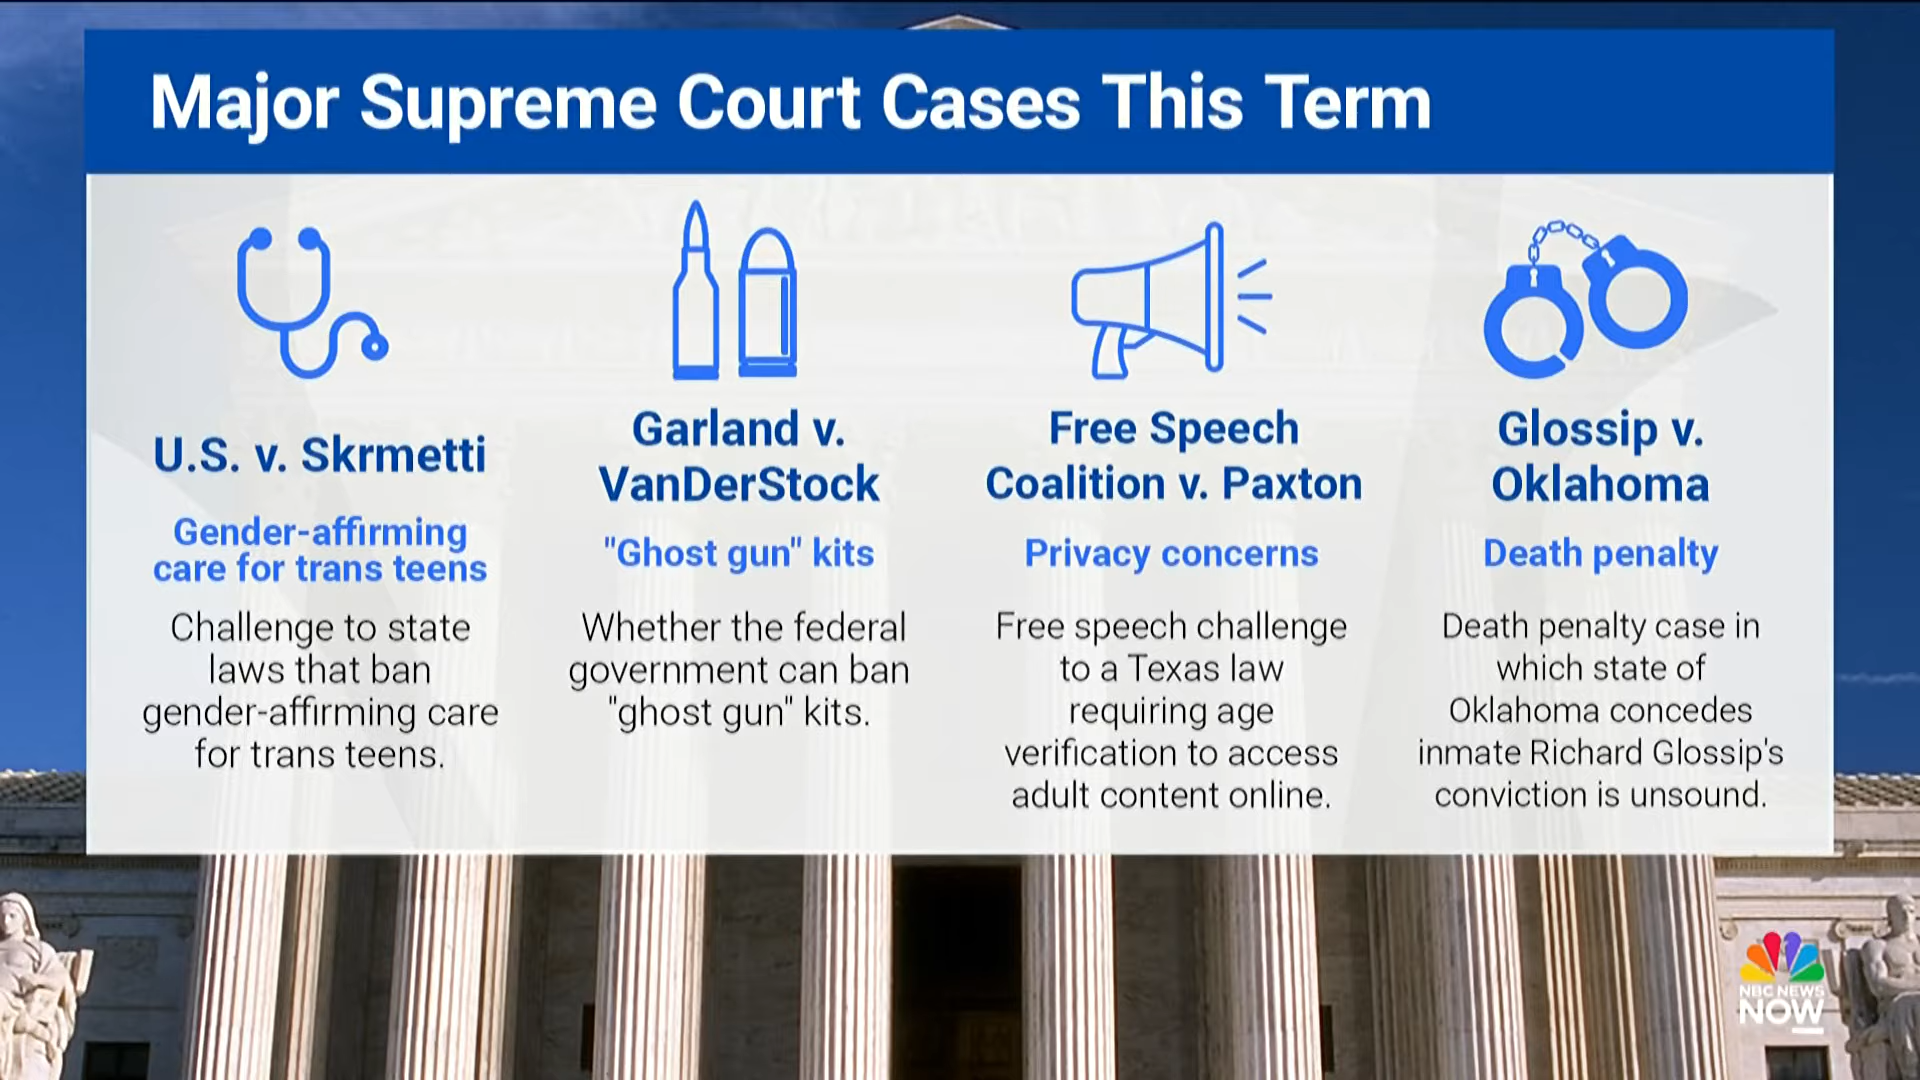 Major Supreme Court Cases This Term
U.S. v. Skrmetti
Gender-affirming
care for trans teens
Challenge to state
laws that ban
gender-affirming care
for trans teens.
Garland v.
VanDerStock
"Ghost gun" kits
Whether the federal
government can ban
"ghost gun" kits.
Free Speech
Coalition v. Paxton
Privacy concerns
Free speech challenge
to a Texas law
requiring age
verification to access
adult content online.
Glossip v.
Oklahoma
Death penalty
Death penalty case in
which state of
Oklahoma concedes
inmate Richard Glossip's
conviction is unsound.
NBC NEWS
NOW